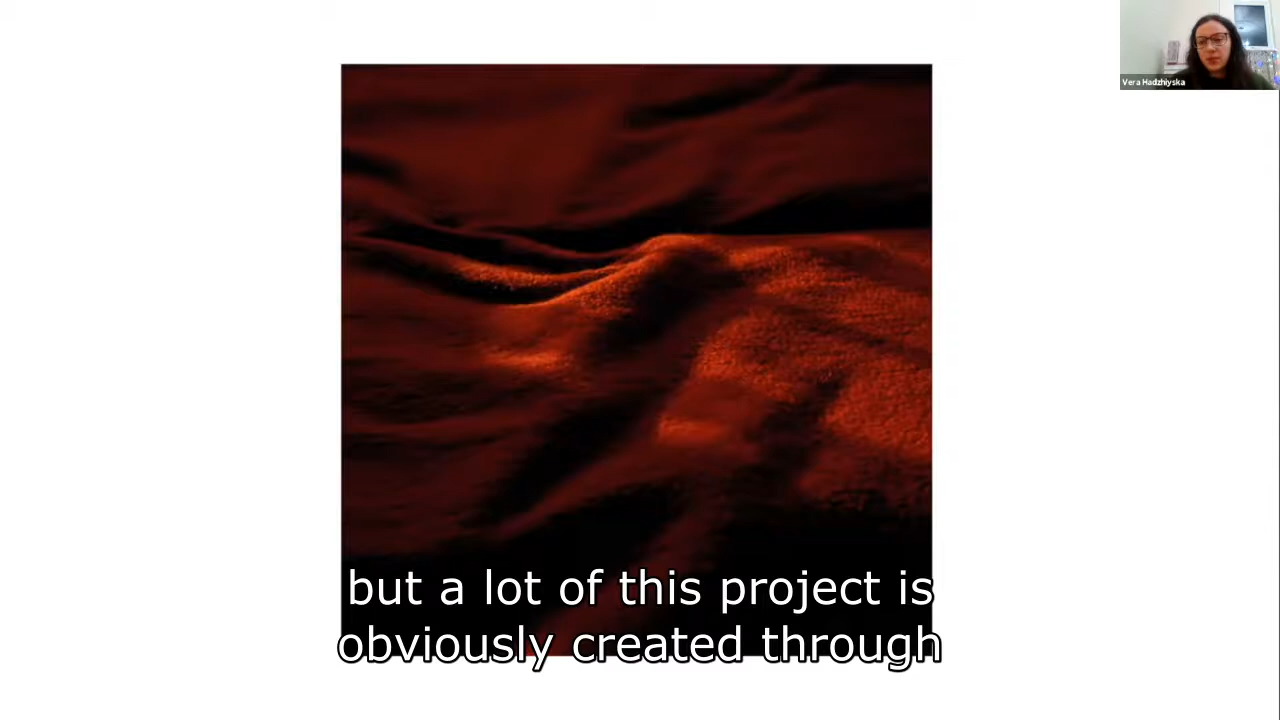 Vera Hadzhiyska
but a lot of this project is
obviously created through